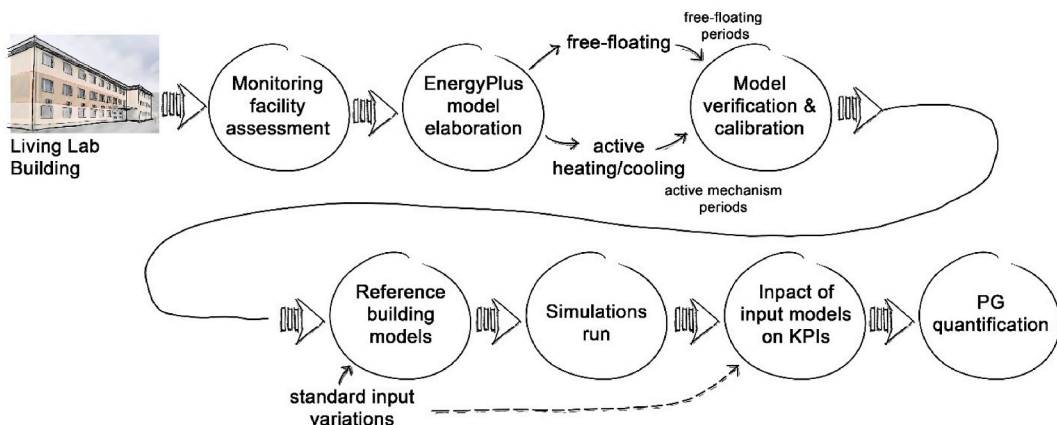 Living Lab
Building
Monitoring
facility
assessment
EnergyPlus
model
elaboration
free-floating
active
heating/cooling
free-floating
periods
Model
verification &
calibration
active mechanism
periods
Reference
building
models
standard input
variations
Simulations
run
Inpact of
input models
on KPIs
PG
quantification